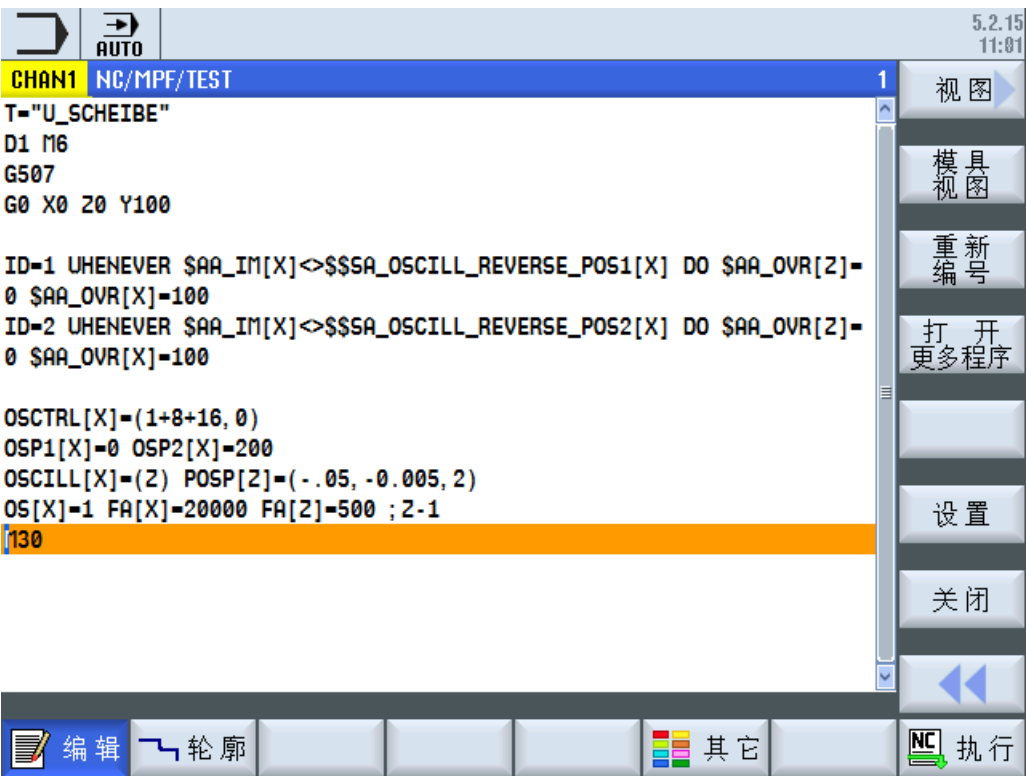 AUTO
5.2.15
11:01
CHAN1 NC/MPF/TEST 1
T="U_SCHEIBE"
D1 M6
G507
G0 X0 Z0 Y100
ID=1 WHENEVER $AA_IM[X]<>$$SA_OSCILL_REVERSE_POS1[X] DO $AA_OVR[Z]=
0 $AA_OVR[X]=100
ID=2 WHENEVER $AA_IM[X]<>$$SA_OSCILL_REVERSE_POS2[X] DO $AA_OVR[Z]=
0 $AA_OVR[X]=100
OSCTRL[X]=(1+8+16,0)
OSP1[X]=0 OSP2[X]=200
OSCILL[X]=(Z) POSP[Z]=(-.05,-0.005,2)
OS[X]=1 FA[X]=20000 FA[Z]=500 ;Z-1
M30
视图
模具
视图
重新
编号
打开
更多程序
设置
关闭
编辑
轮廓
其它
NC 执行